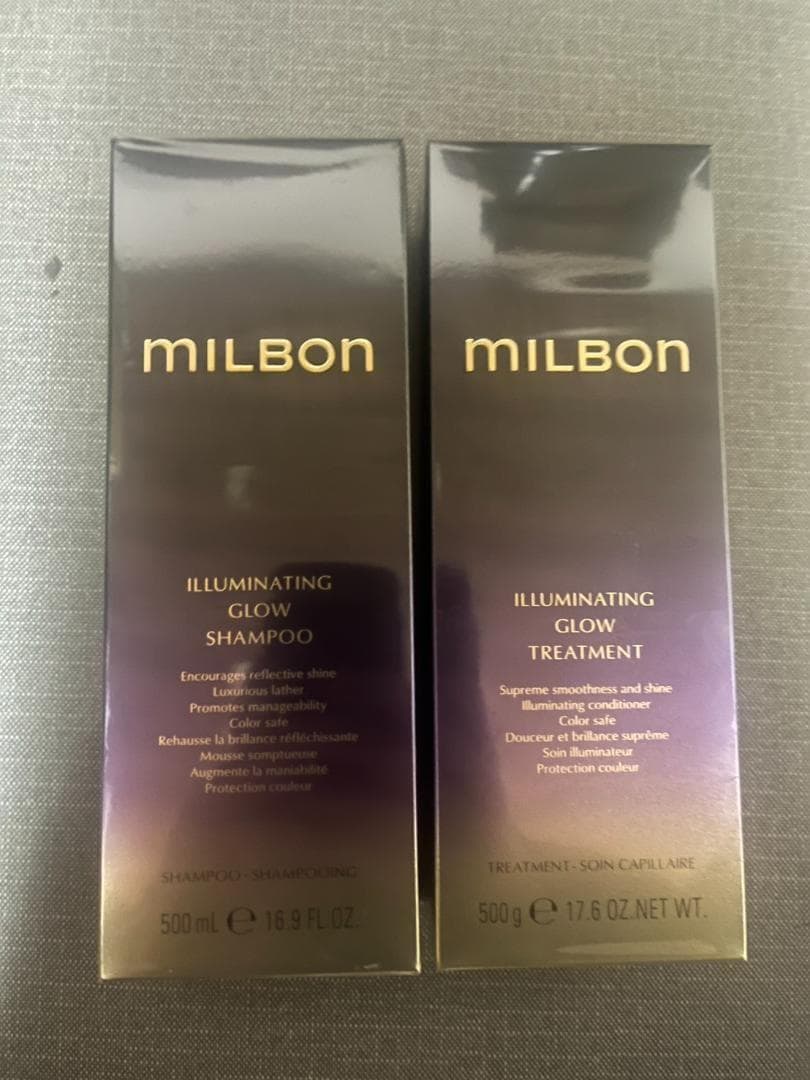 MILBON
ILLUMINATING
GLOW
SHAMPOO
Encourages reflective shine
Luxurious lather
Promotes manageability
Color safe
Rehausse la brillance réfléchissante
Mousse somptueuse
Augmente la maniabilité
Protection couleur
SHAMPOO - SHAMPOOING
500 mL e 16.9 FL.OZ.
MILBON
ILLUMINATING
GLOW
TREATMENT
Supreme smoothness and shine
Illuminating conditioner
Color safe
Douceur et brillance suprême
Soin illuminateur
Protection couleur
TREATMENT - SOIN CAPILLAIRE
500 g e 17.6 OZ.NET WT.